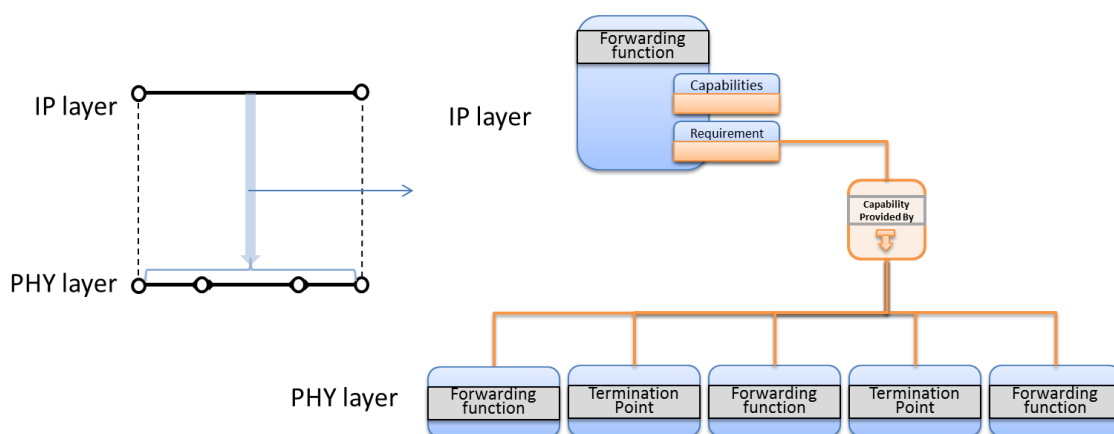 IP layer
PHY layer
Forwarding
function
Capabilities
Requirement
IP layer
Capability
Provided By
PHY layer
Forwarding
function
Termination
Point
Forwarding
function
Termination
Point
Forwarding
function